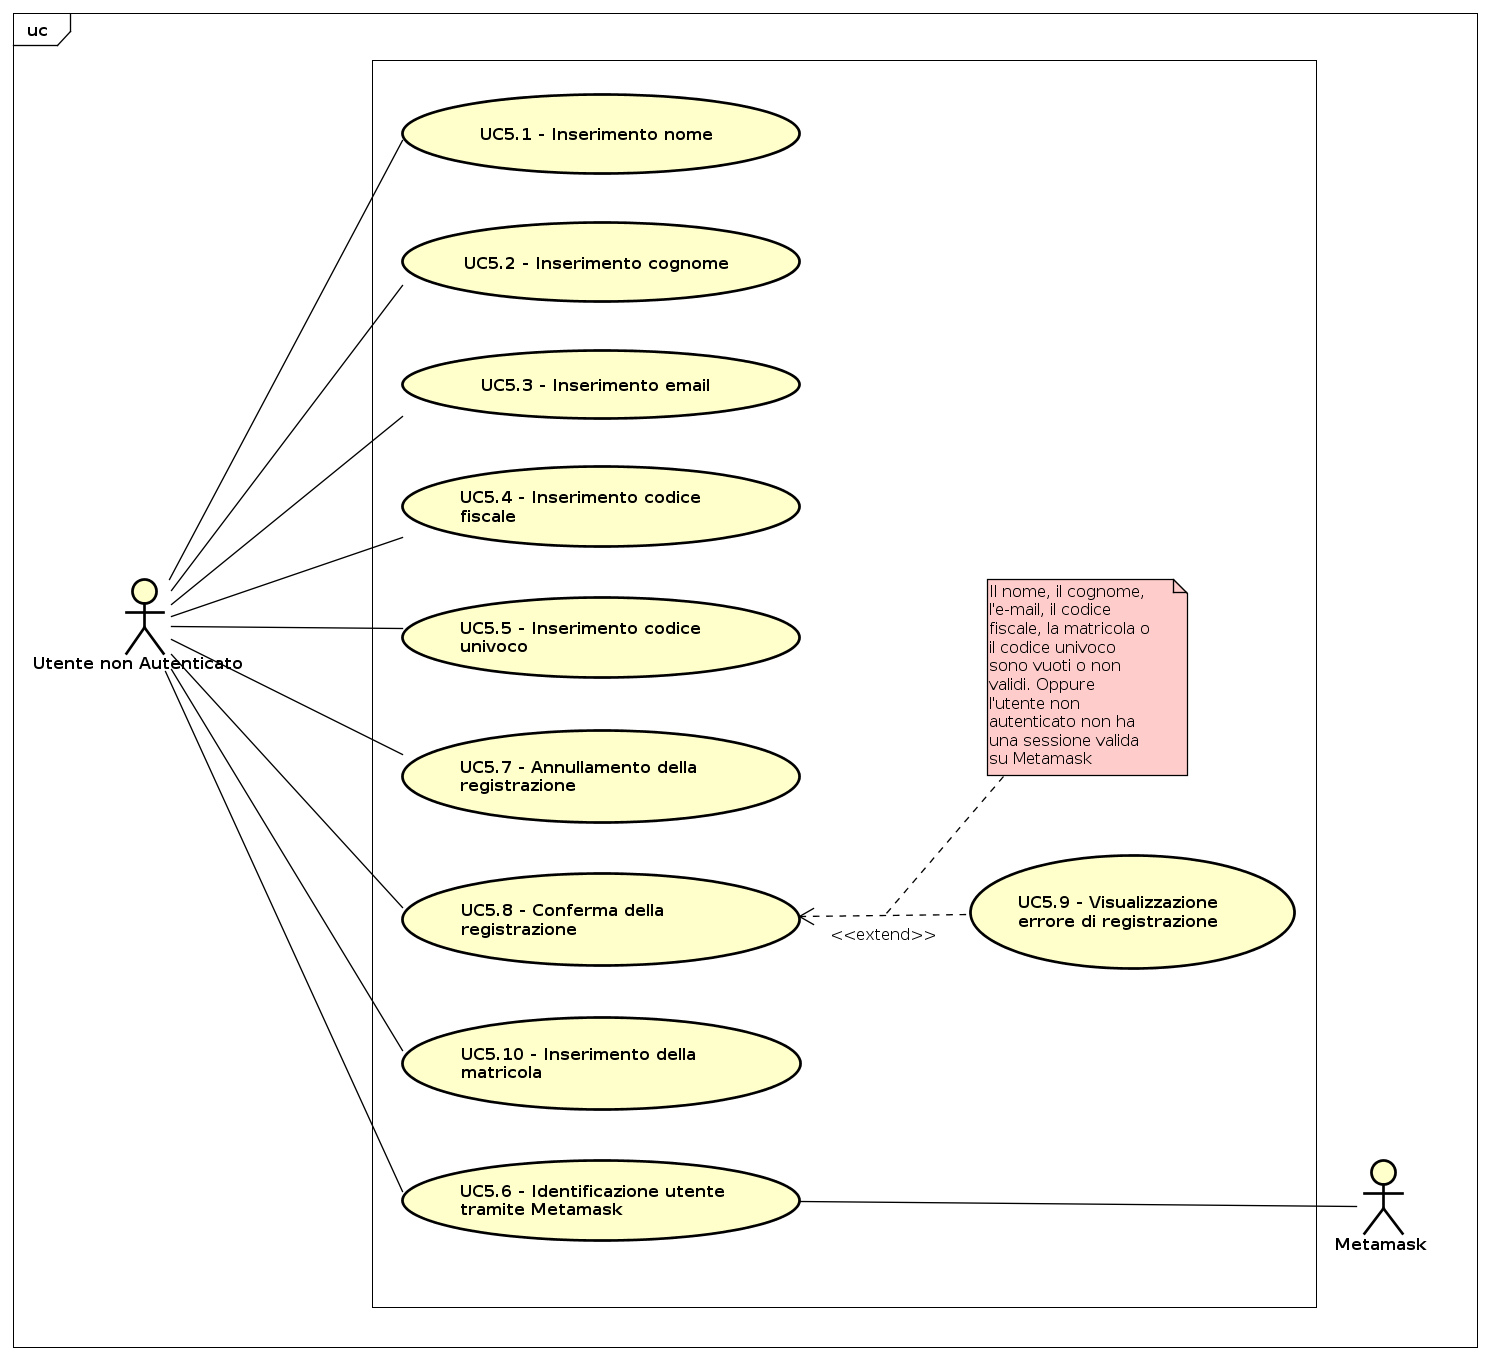 uc
UC5.1 - Inserimento nome
UC5.2 - Inserimento cognome
UC5.3 - Inserimento email
UC5.4 - Inserimento codice
fiscale
Utente non Autenticato
UC5.5 - Inserimento codice
univoco
Il nome, il cognome,
l'e-mail, il codice
fiscale, la matricola o
il codice univoco
sono vuoti o non
validi. Oppure
l'utente non
autenticato non ha
una sessione valida
su Metamask
UC5.7 - Annullamento della
registrazione
UC5.8 - Conferma della
registrazione
<<extend>>
UC5.9 - Visualizzazione
errore di registrazione
UC5.10 - Inserimento della
matricola
UC5.6 - Identificazione utente
tramite Metamask
Metamask